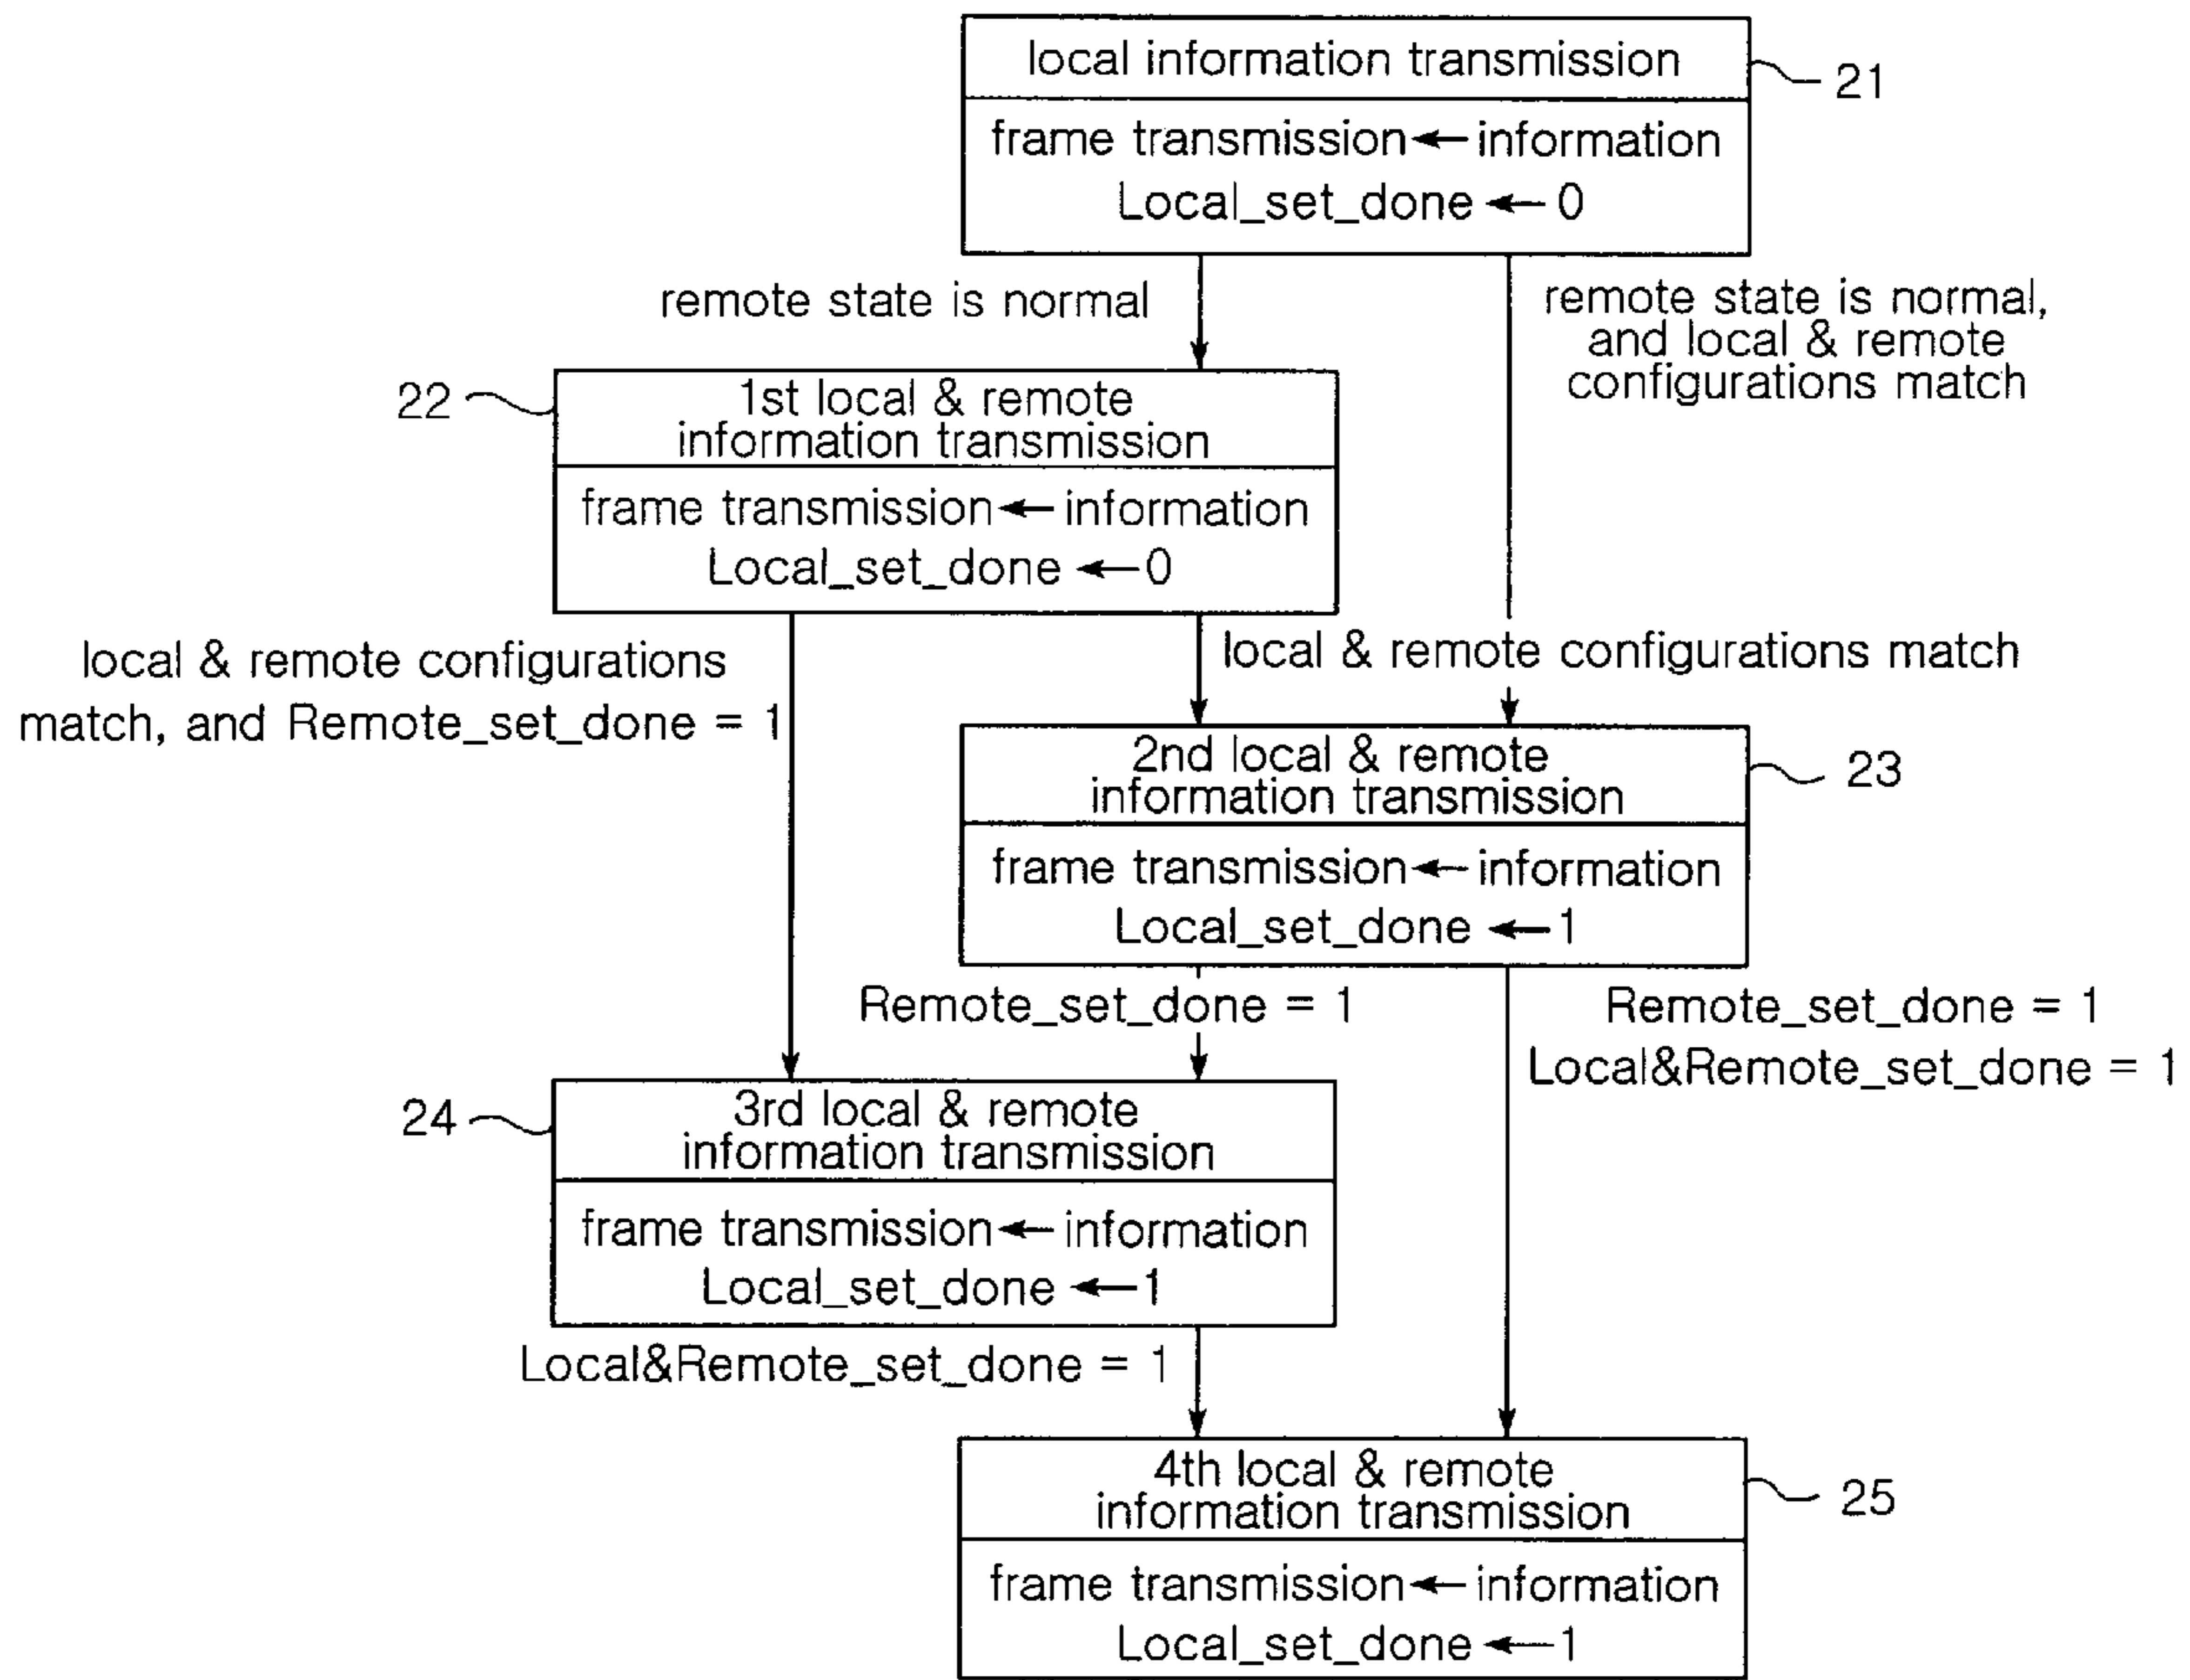 local information transmission
21
frame transmission ← information
Local_set_done ← 0
remote state is normal
remote state is normal,
and local & remote
configurations match
22
1st local & remote
information transmission
frame transmission ← information
Local_set_done ← 0
local & remote configurations
match, and Remote_set_done = 1
local & remote configurations match
2nd local & remote
information transmission
23
frame transmission ← information
Local_set_done ← 1
Remote_set_done = 1
Remote_set_done = 1
Local&Remote_set_done = 1
24
3rd local & remote
information transmission
frame transmission ← information
Local_set_done ← 1
Local&Remote_set_done = 1
4th local & remote
information transmission
25
frame transmission ← information
Local_set_done ← 1